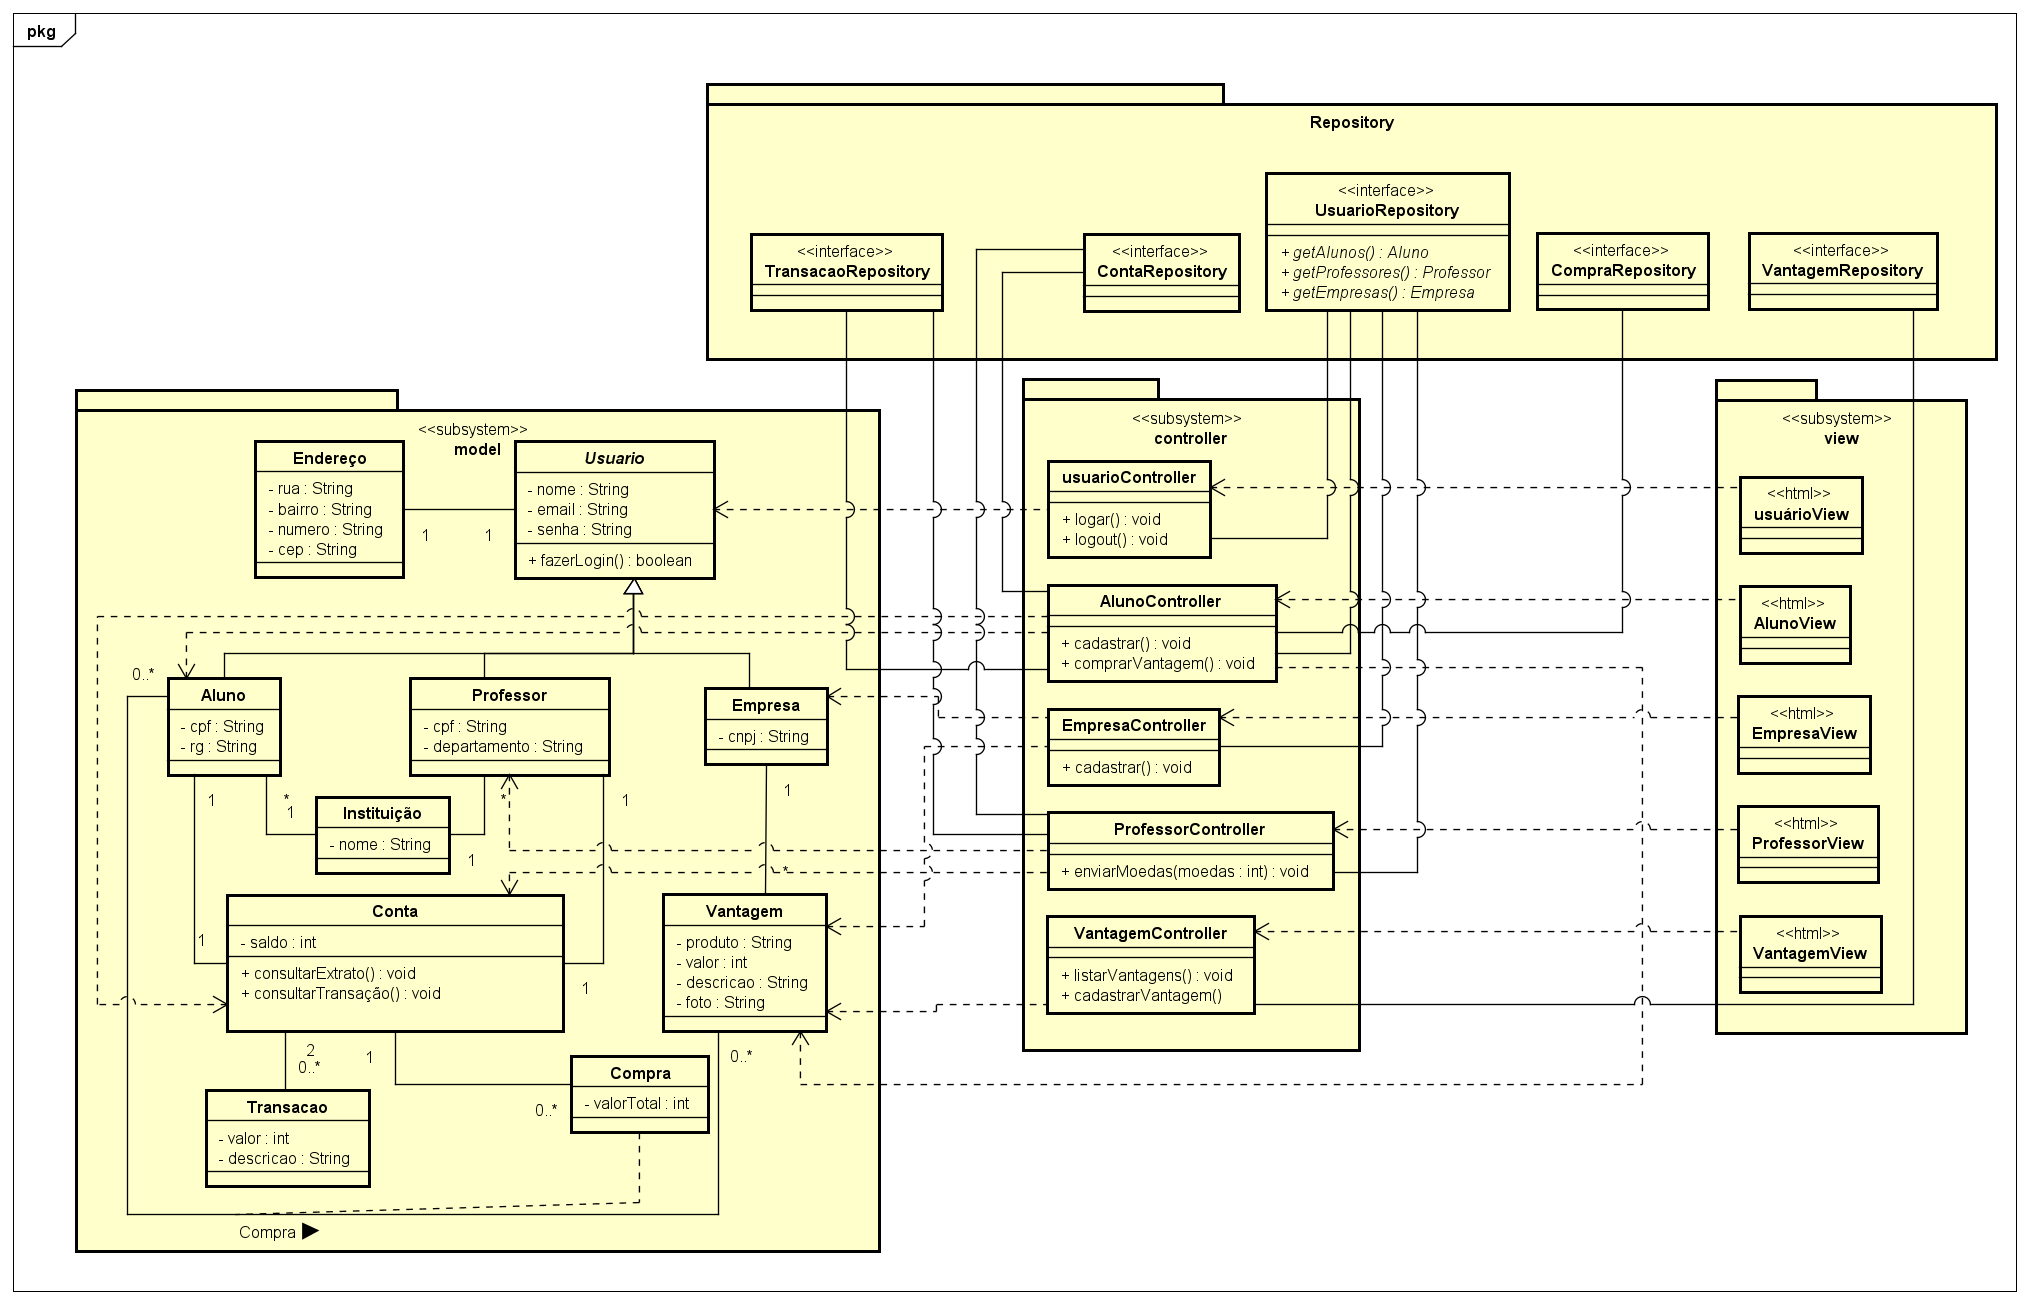 pkg
Repository
<<interface>>
TransacaoRepository
<<interface>>
ContaRepository
<<interface>>
UsuarioRepository
+ getAlunos() : Aluno
+ getProfessores() : Professor
+ getEmpresas() : Empresa
<<interface>>
CompraRepository
<<interface>>
VantagemRepository
<<subsystem>>
model
Endereço
- rua : String
- bairro : String
- numero : String
- cep : String
1
1
Usuario
- nome : String
- email : String
- senha : String
+ fazerLogin() : boolean
0..*
Aluno
- cpf : String
- rg : String
Professor
- cpf : String
- departamento : String
Empresa
- cnpj : String
1
*
1
*
1
1
Instituição
- nome : String
1
*
Conta
- saldo : int
+ consultarExtrato() : void
+ consultarTransação() : void
1
1
Vantagem
- produto : String
- valor : int
- descricao : String
- foto : String
2
0..*
1
0..*
Compra
- valorTotal : int
0..*
Transacao
- valor : int
- descricao : String
Compra
<<subsystem>>
controller
usuarioController
+ logar() : void
+ logout() : void
AlunoController
+ cadastrar() : void
+ comprarVantagem() : void
EmpresaController
+ cadastrar() : void
ProfessorController
+ enviarMoedas(moedas : int) : void
VantagemController
+ listarVantagens() : void
+ cadastrarVantagem()
<<subsystem>>
view
<<html>>
usuárioView
<<html>>
AlunoView
<<html>>
EmpresaView
<<html>>
ProfessorView
<<html>>
VantagemView